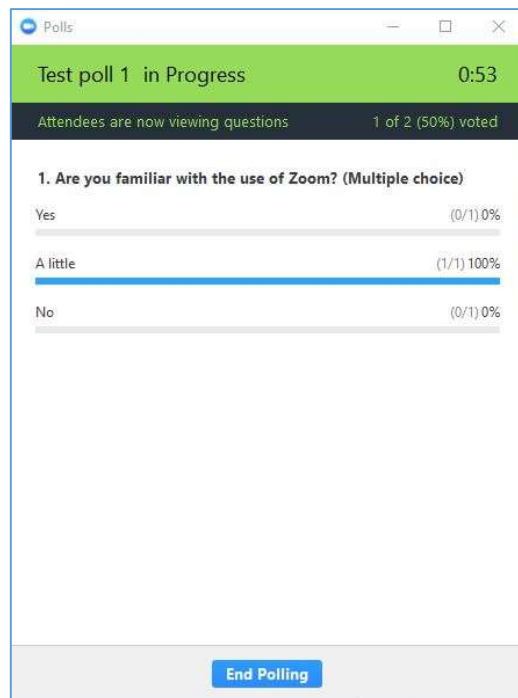 Polls
Test poll 1 in Progress 0:53
Attendees are now viewing questions 1 of 2 (50%) voted
1. Are you familiar with the use of Zoom? (Multiple choice)
Yes (0/1) 0%
A little (1/1) 100%
No (0/1) 0%
End Polling